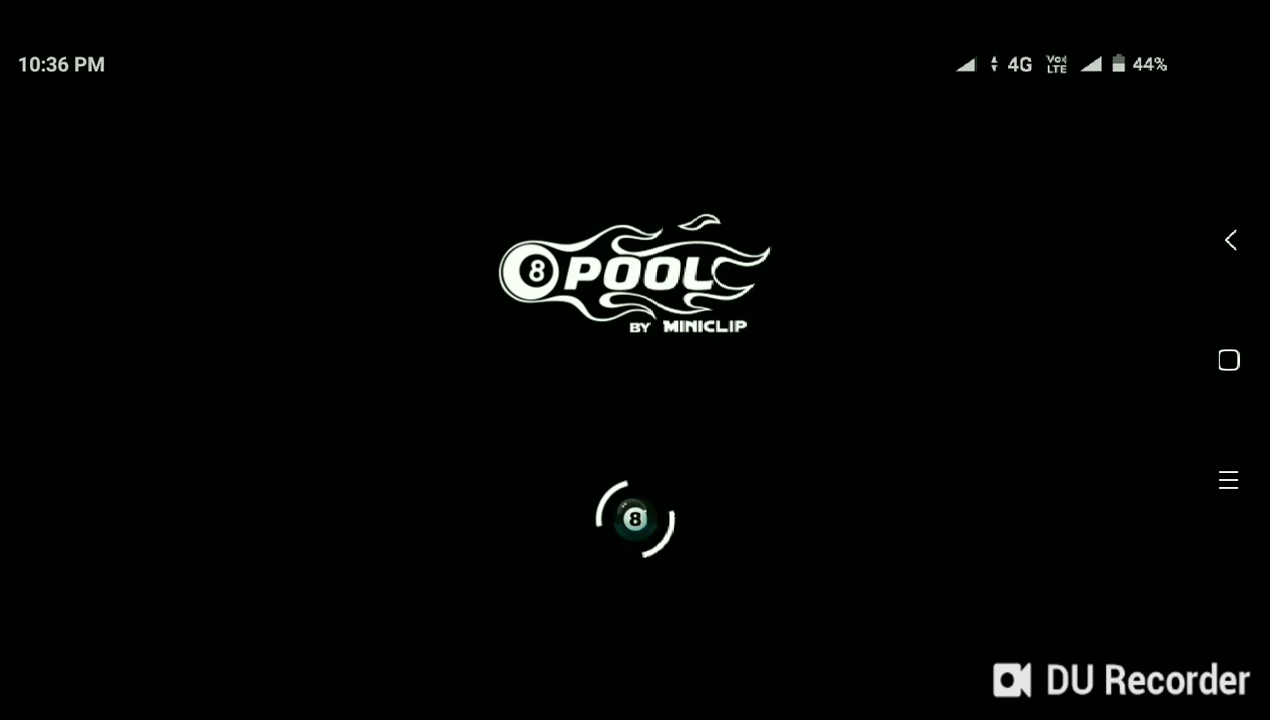 10:36 PM
4G
Vo
LTE
44%
8 POOL
BY MINICLIP
8
DU Recorder